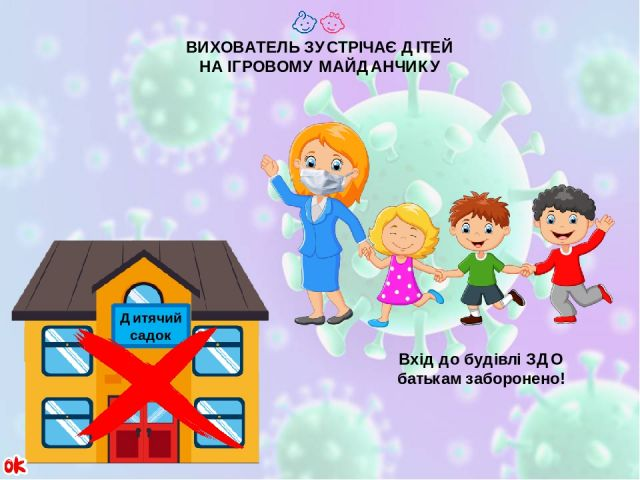 ВИХОВАТЕЛЬ ЗУСТРІЧАЄ ДІТЕЙ
НА ІГРОВОМУ МАЙДАНЧИКУ
Дитячий
садок
Вхід до будівлі ЗДО
батькам заборонено!
ok